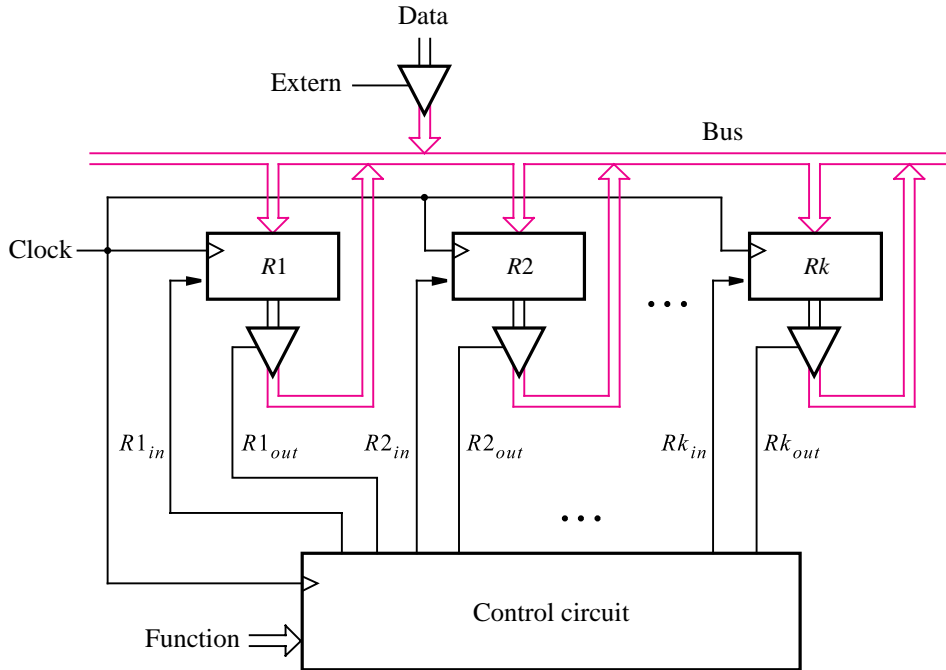 Data
Extern
Bus
Clock
R1
R2
Rk
R1in
R1out
R2in
R2out
Rkin
Rkout
Control circuit
Function